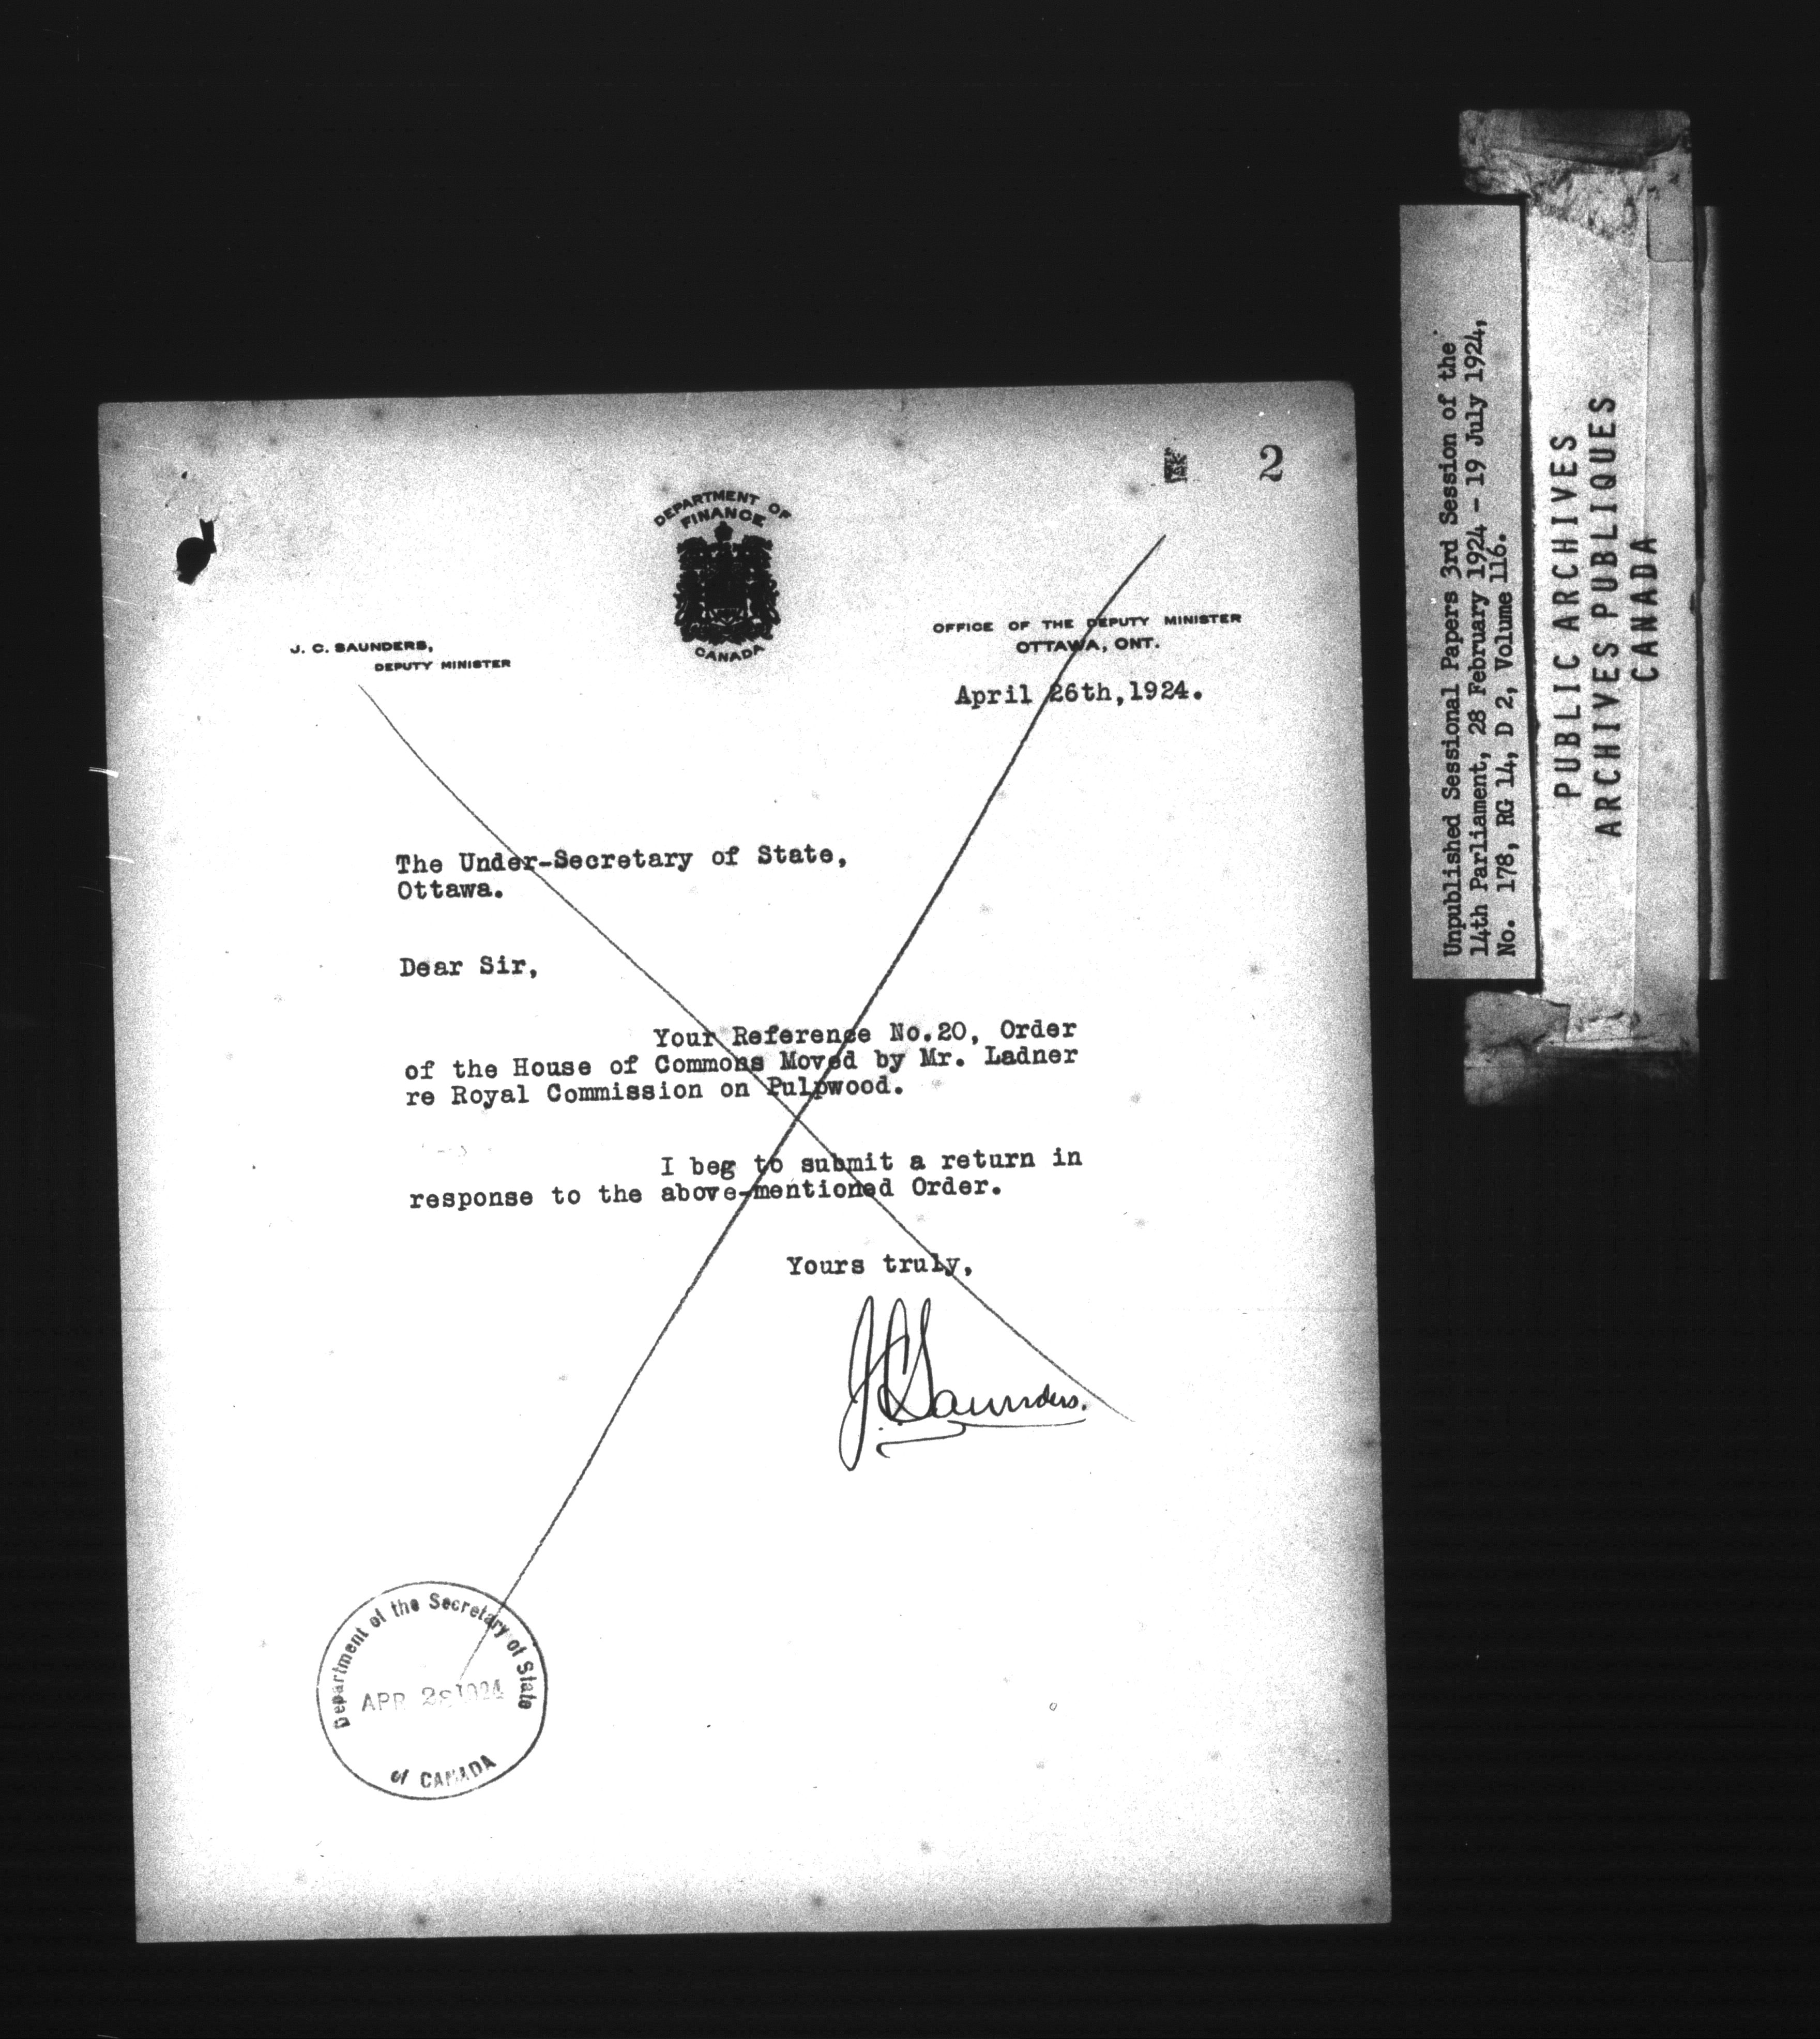 2
DEPARTMENT OF
FINANCE
CANADA
J. C. SAUNDERS,
DEPUTY MINISTER
OFFICE OF THE DEPUTY MINISTER
OTTAWA, ONT.
April 26th, 1924.
The Under-Secretary of State,
Ottawa.
Dear Sir,
Your Reference No.20, Order
of the House of Commons Moved by Mr. Ladner
re Royal Commission on Pulpwood.
I beg to submit a return in
response to the above-mentioned Order.
Yours truly,
J.C. Saunders.
Department of the Secretary of State
APR 1924
of CANADA
Unpublished Sessional Papers 3rd Session of the
14th Parliament, 28 February 1924 - 19 July 1924,
No. 178, RG 14, D 2, Volume 116.
PUBLIC ARCHIVES
ARCHIVES PUBLIQUES
CANADA